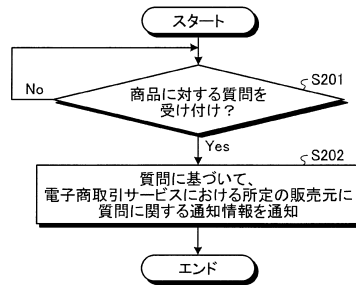 スタート
S201
商品に対する質問を
受け付け？
No
Yes
S202
質問に基づいて、
電子商取引サービスにおける所定の販売元に
質問に関する通知情報を通知
エンド